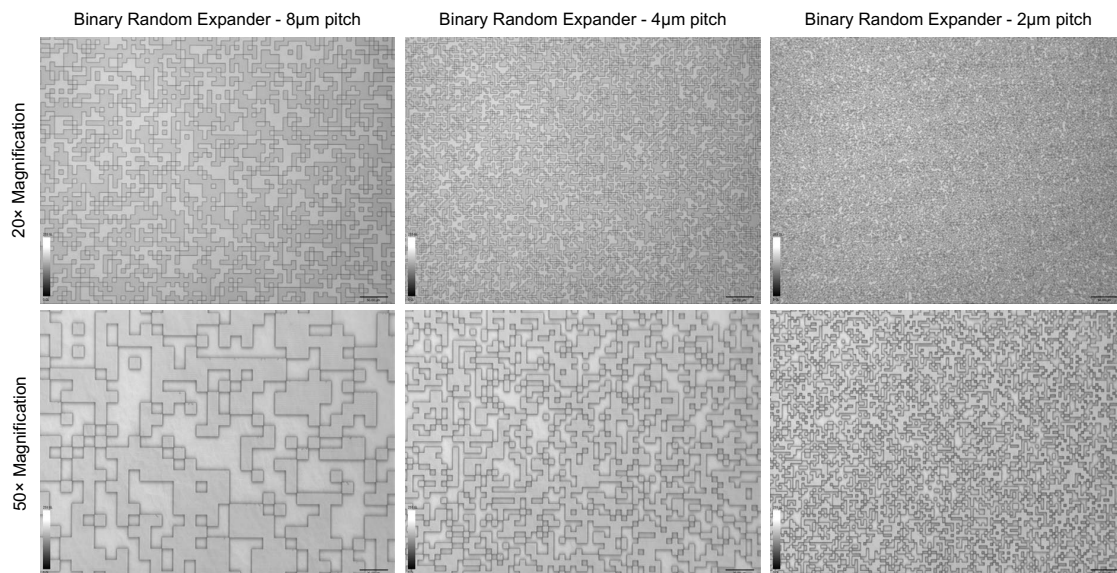 Binary Random Expander - 8µm pitch
Binary Random Expander - 4µm pitch
Binary Random Expander - 2µm pitch
20× Magnification
50× Magnification